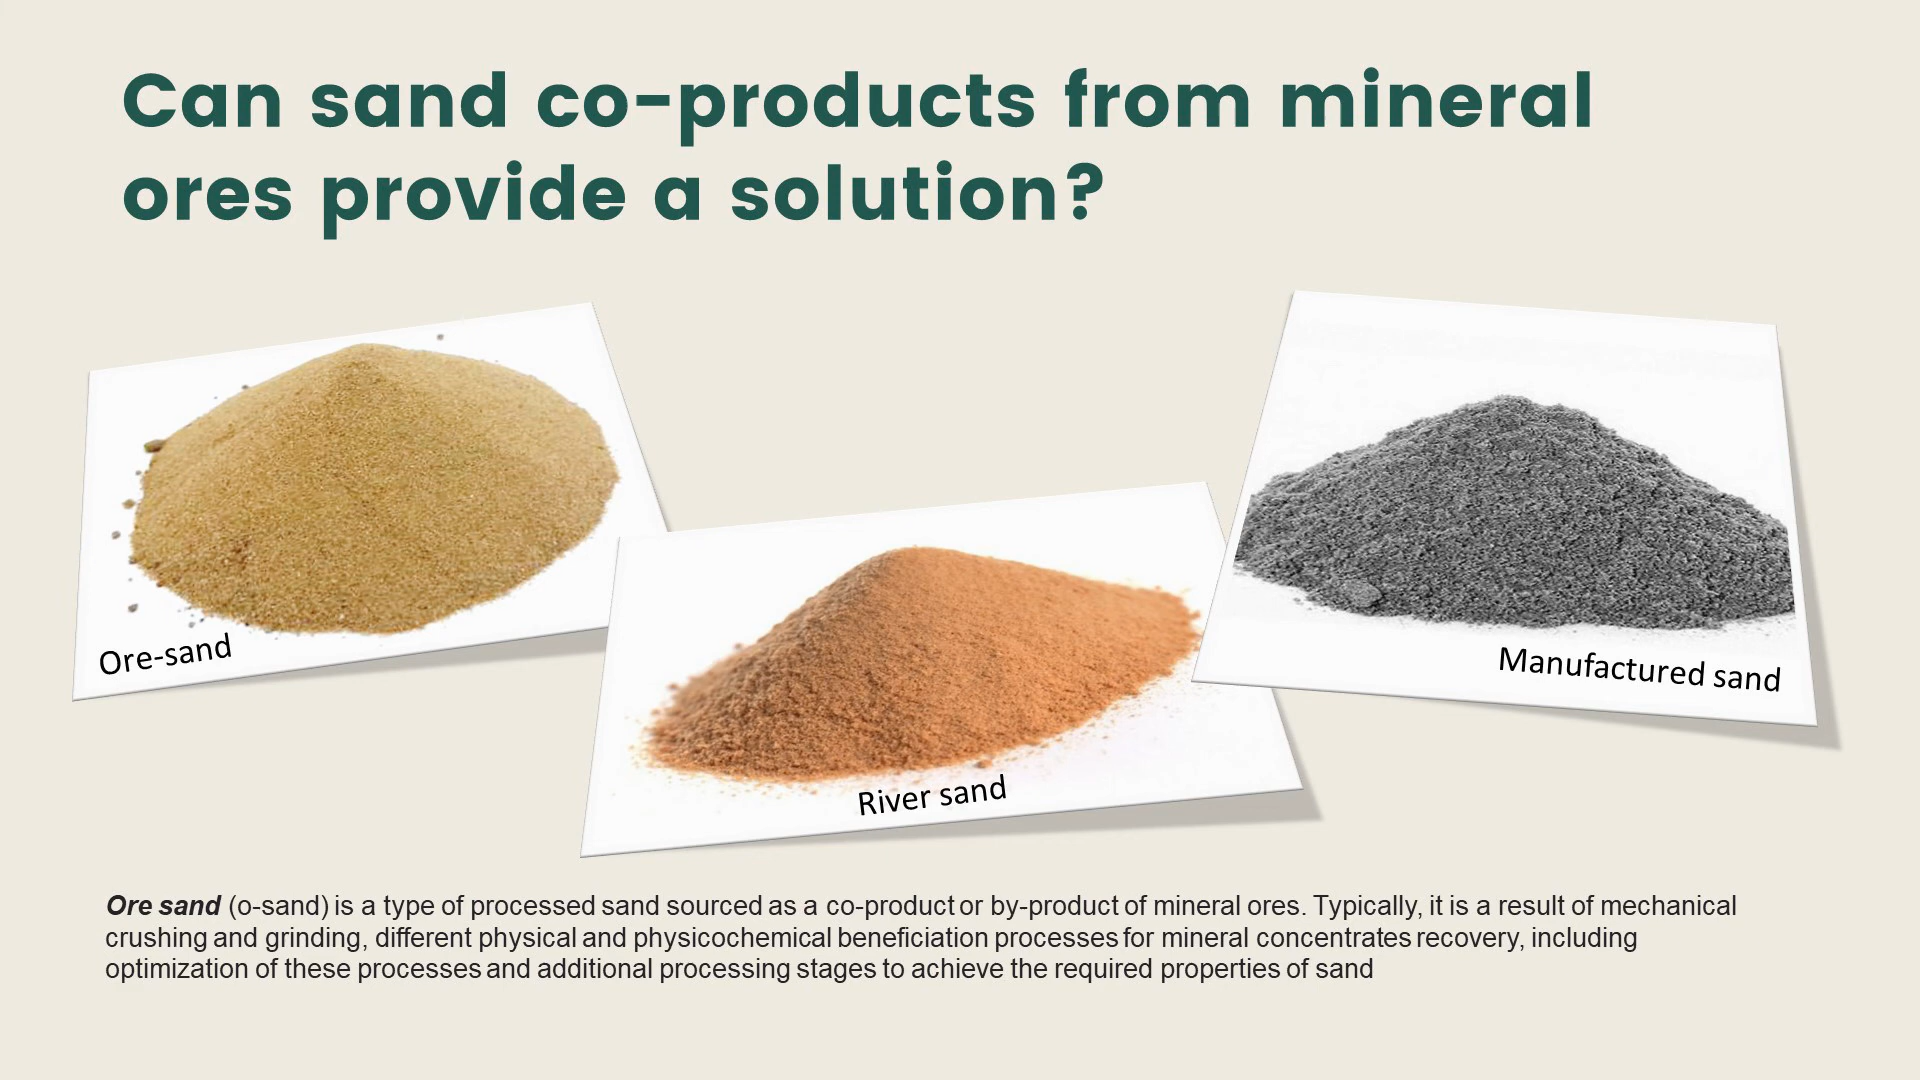 Can sand co-products from mineral
ores provide a solution?
Ore-sand
River sand
Manufactured sand
Ore sand (o-sand) is a type of processed sand sourced as a co-product or by-product of mineral ores. Typically, it is a result of mechanical
crushing and grinding, different physical and physicochemical beneficiation processes for mineral concentrates recovery, including
optimization of these processes and additional processing stages to achieve the required properties of sand